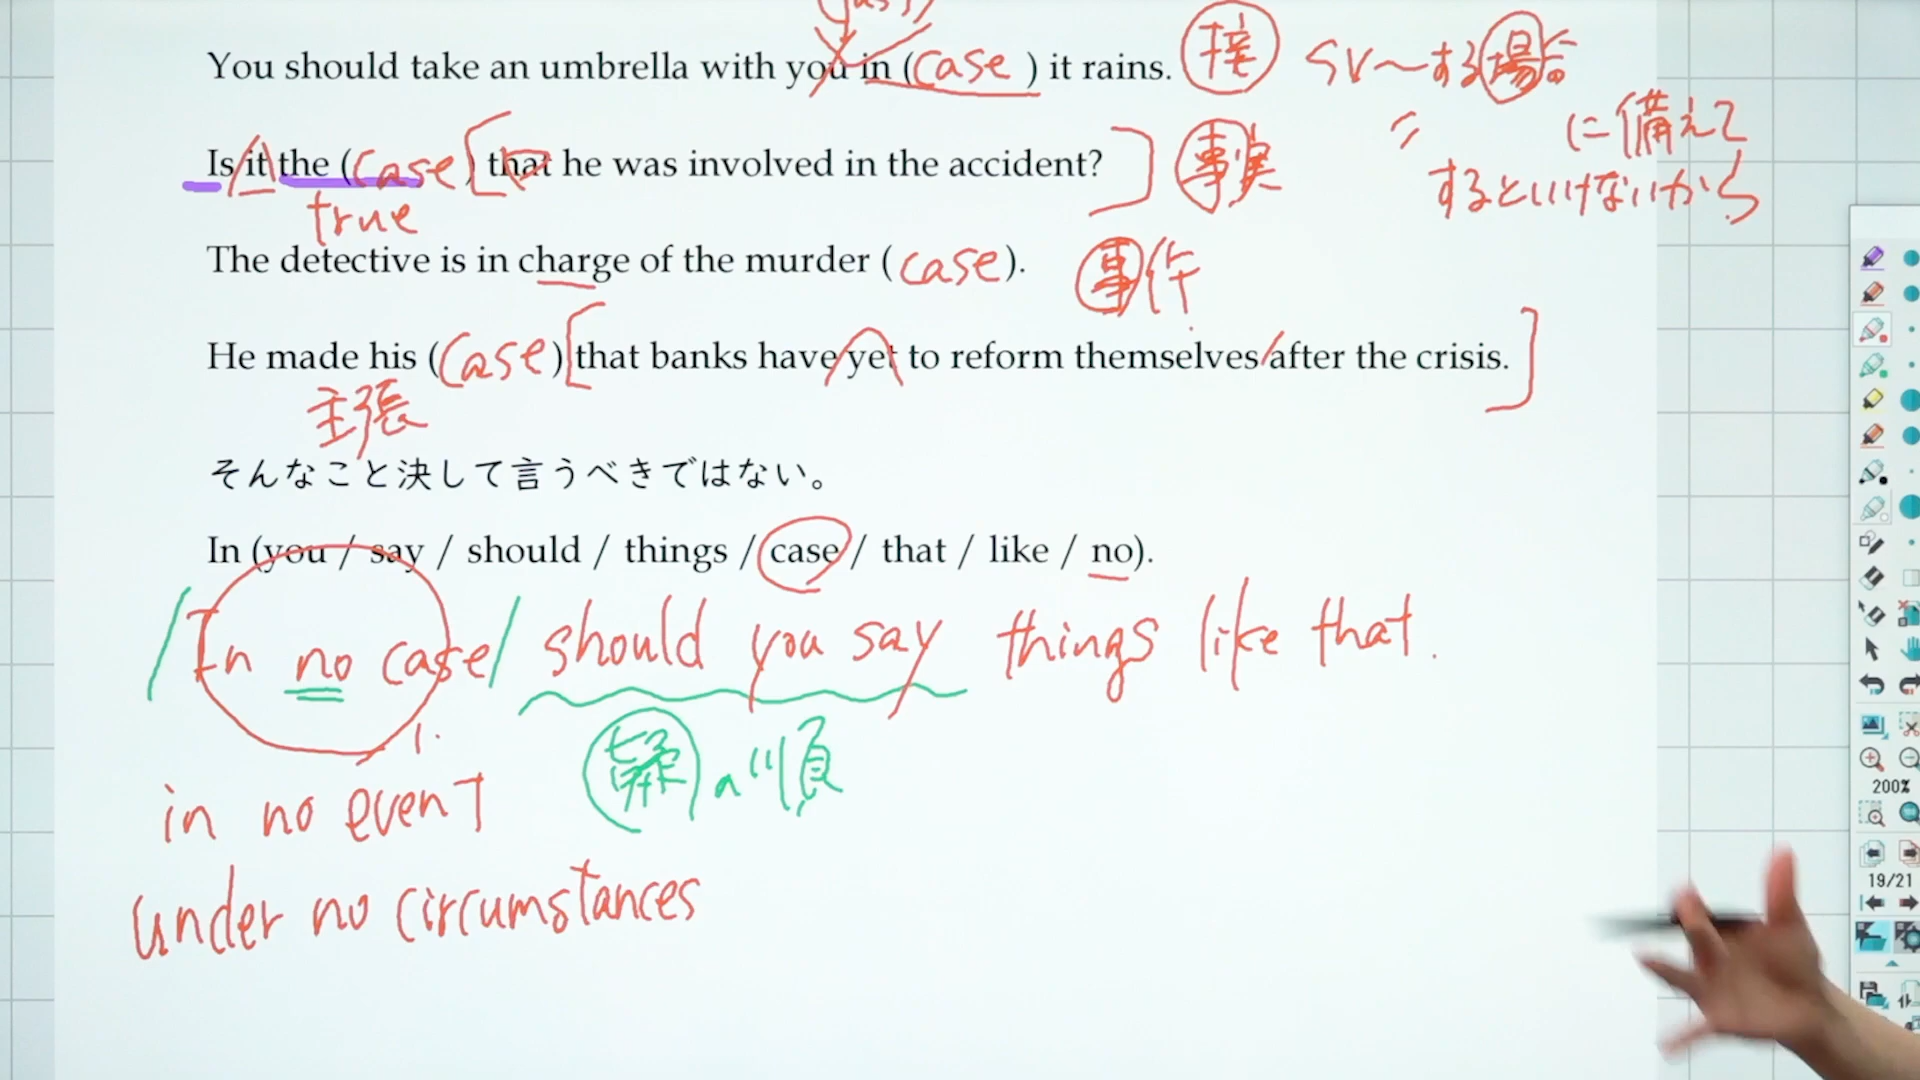 You should take an umbrella with you in (case) it rains. 接 SV～する場合
〃 に備えて
Is it the (case) that he was involved in the accident? 事実
するといけないから
true
The detective is in charge of the murder (case). 事件
He made his (case) that banks have yet to reform themselves after the crisis.
主張
そんなこと決して言うべきではない。
In (you / say / should / things / case / that / like / no).
In no case should you say things like that.
疑の順
in no event
under no circumstances
200%
19/21